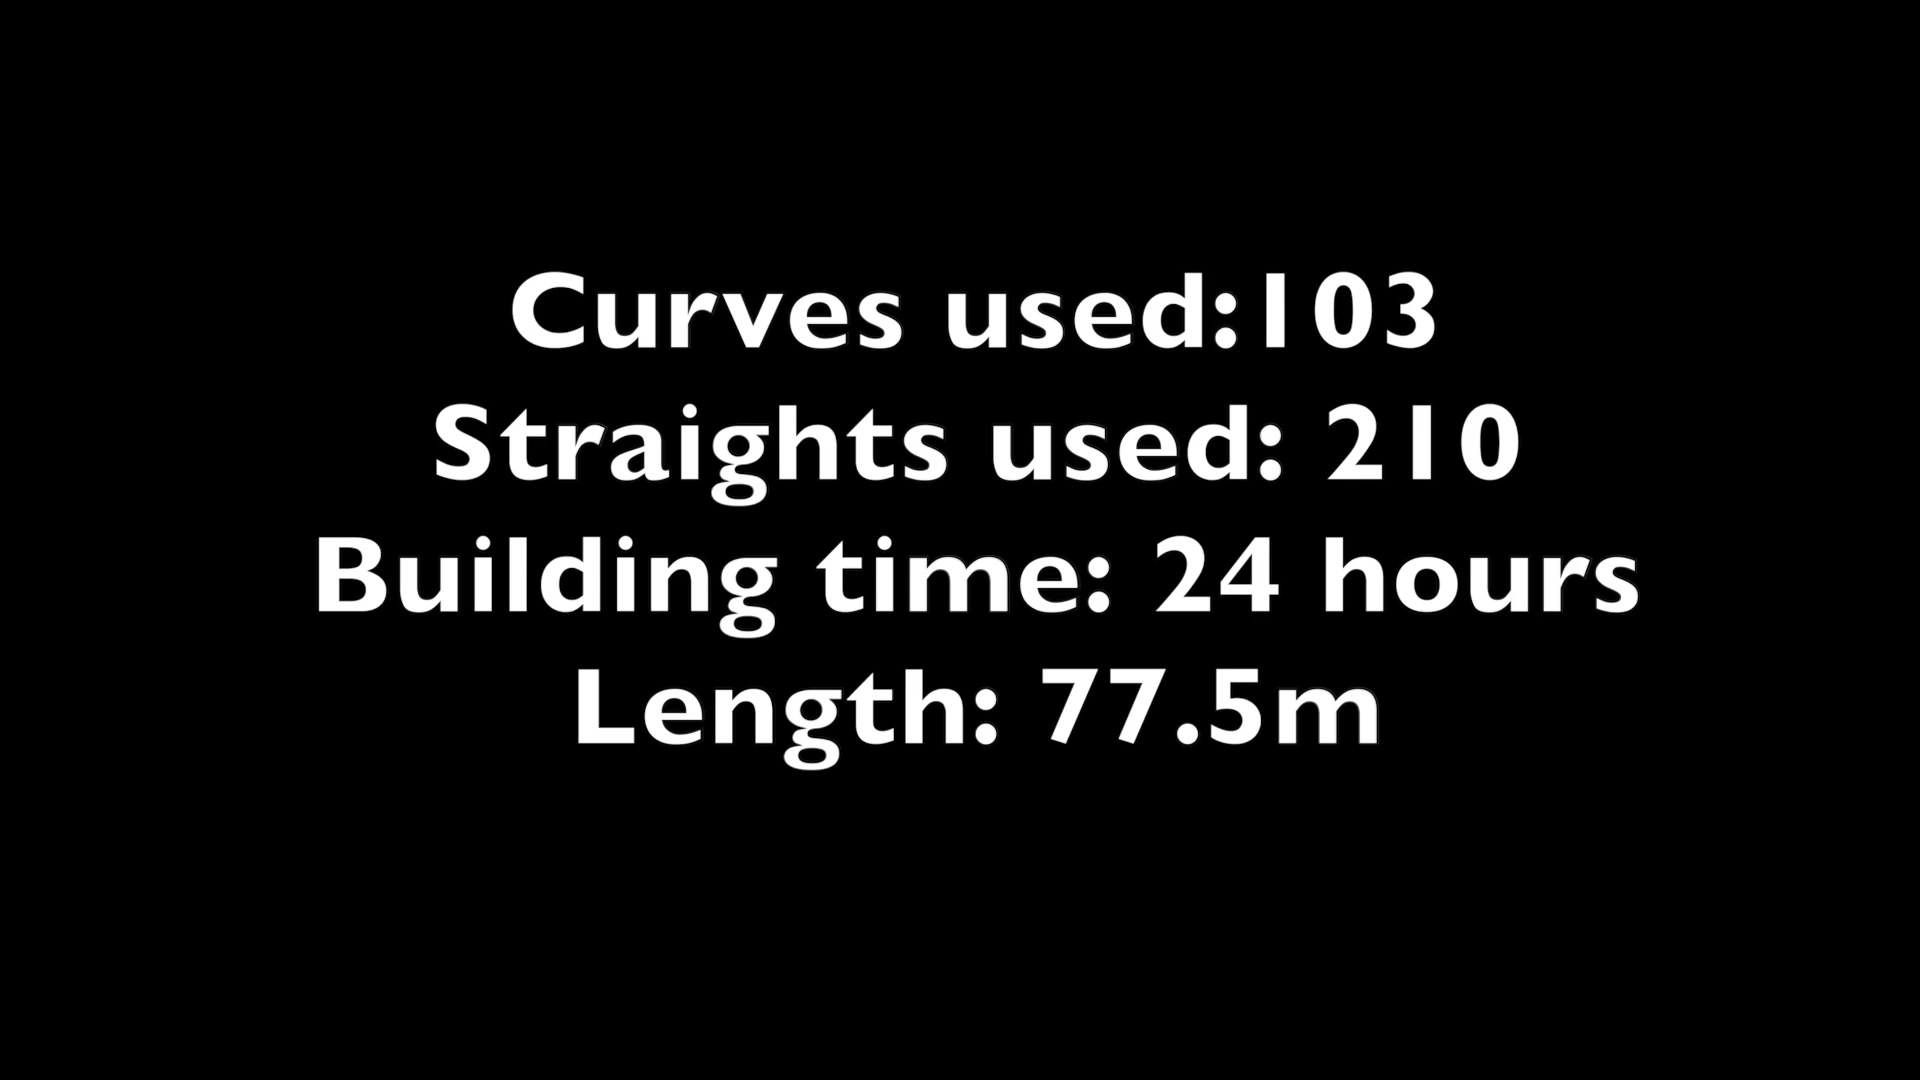 Curves used:103
Straights used: 210
Building time: 24 hours
Length: 77.5m